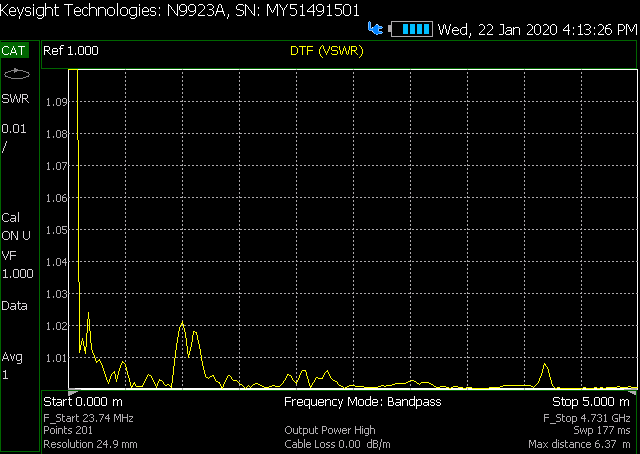 Keysight Technologies: N9923A, SN: MY51491501
Wed, 22 Jan 2020 4:13:26 PM
CAT Ref 1.000 DTF (VSWR)
SWR
0.01
/
Cal
ON U
VF
1.000
Data
Avg
1
1.09
1.08
1.07
1.06
1.05
1.04
1.03
1.02
1.01
Start 0.000 m Frequency Mode: Bandpass Stop 5.000 m
F_Start 23.74 MHz F_Stop 4.731 GHz
Points 201 Output Power High Swp 177 ms
Resolution 24.9 mm Cable Loss 0.00 dB/m Max distance 6.37 m